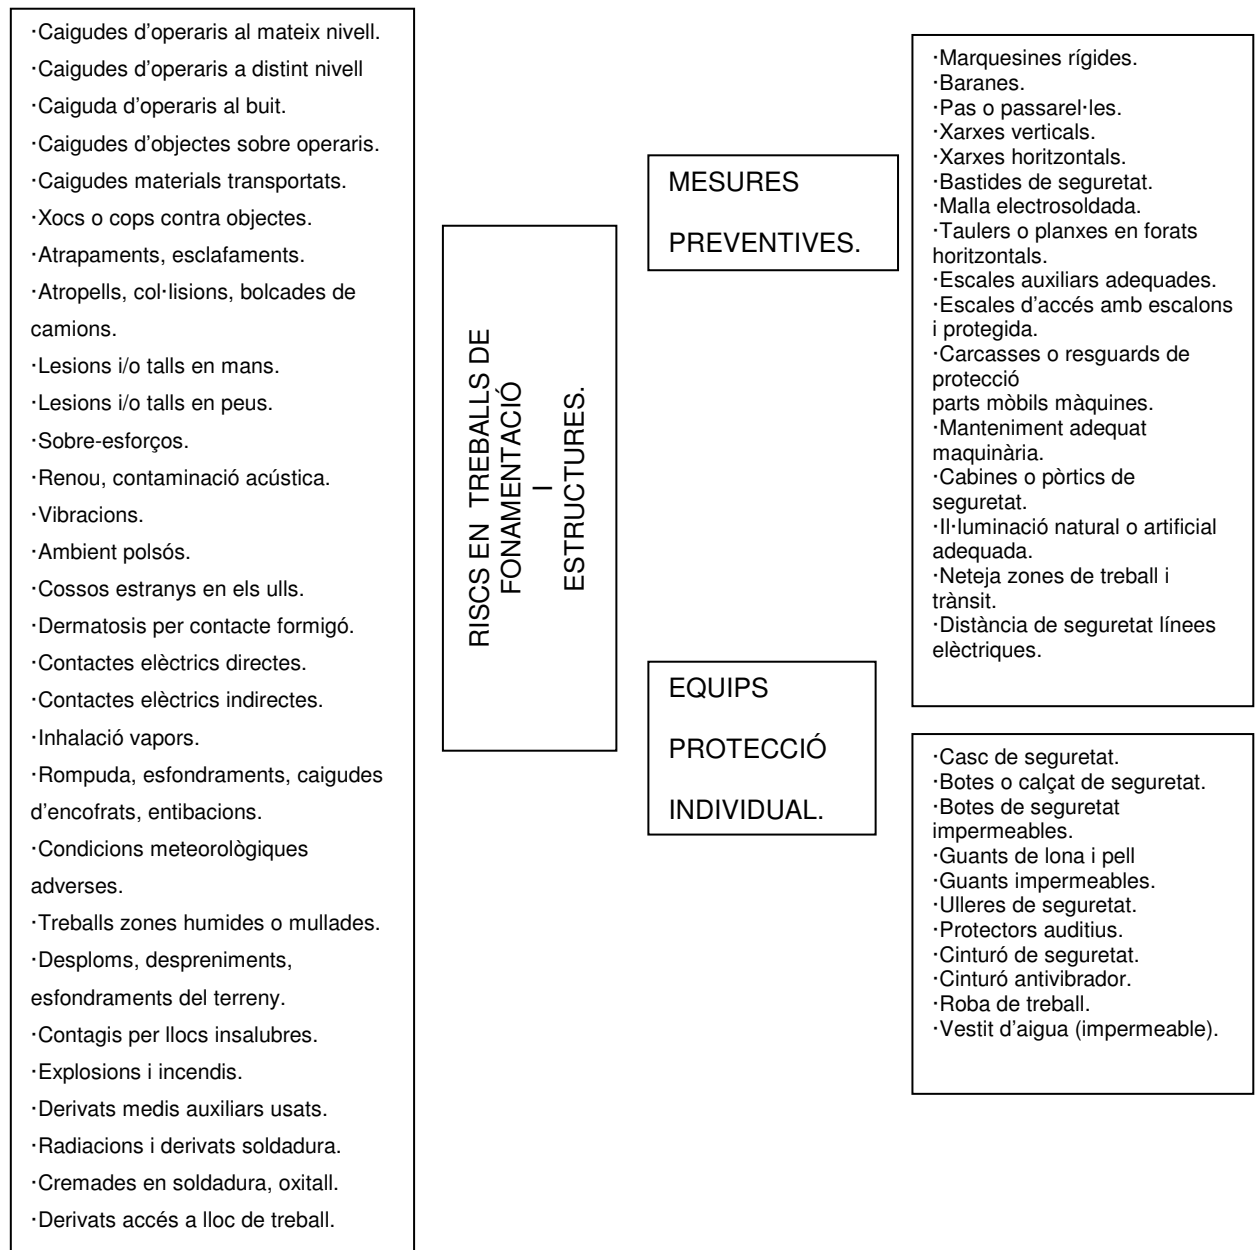 ·Caigudes d'operaris al mateix nivell.
·Caigudes d'operaris a distint nivell
·Caiguda d'operaris al buit.
·Caigudes d'objectes sobre operaris.
·Caigudes materials transportats.
·Xocs o cops contra objectes.
·Atrapaments, esclafaments.
·Atropells, col·lisions, bolcades de
camions.
·Lesions i/o talls en mans.
·Lesions i/o talls en peus.
·Sobre-esforços.
·Renou, contaminació acústica.
·Vibracions.
·Ambient polsós.
·Cossos estranys en els ulls.
·Dermatosis per contacte formigó.
·Contactes elèctrics directes.
·Contactes elèctrics indirectes.
·Inhalació vapors.
·Rompuda, esfondraments, caigudes
d'encofrats, entibacions.
·Condicions meteorològiques
adverses.
·Treballs zones humides o mullades.
·Desploms, despreniments,
esfondraments del terreny.
·Contagis per llocs insalubres.
·Explosions i incendis.
·Derivats medis auxiliars usats.
·Radiacions i derivats soldadura.
·Cremades en soldadura, oxitall.
·Derivats accés a lloc de treball.
RISCS EN TREBALLS DE
FONAMENTACIÓ
I
ESTRUCTURES.
MESURES
PREVENTIVES.
EQUIPS
PROTECCIÓ
INDIVIDUAL.
·Marquesines rígides.
·Baranes.
·Pas o passarel·les.
·Xarxes verticals.
·Xarxes horitzontals.
·Bastides de seguretat.
·Malla electrosoldada.
·Taulers o planxes en forats
horitzontals.
·Escales auxiliars adequades.
·Escales d'accés amb escalons
i protegida.
·Carcasses o resguards de
protecció
parts mòbils màquines.
·Manteniment adequat
maquinària.
·Cabines o pòrtics de
seguretat.
·Il·luminació natural o artificial
adequada.
·Neteja zones de treball i
trànsit.
·Distància de seguretat línees
elèctriques.
·Casc de seguretat.
·Botes o calçat de seguretat.
·Botes de seguretat
impermeables.
·Guants de lona i pell
·Guants impermeables.
·Ulleres de seguretat.
·Protectors auditius.
·Cinturó de seguretat.
·Cinturó antivibrador.
·Roba de treball.
·Vestit d'aigua (impermeable).